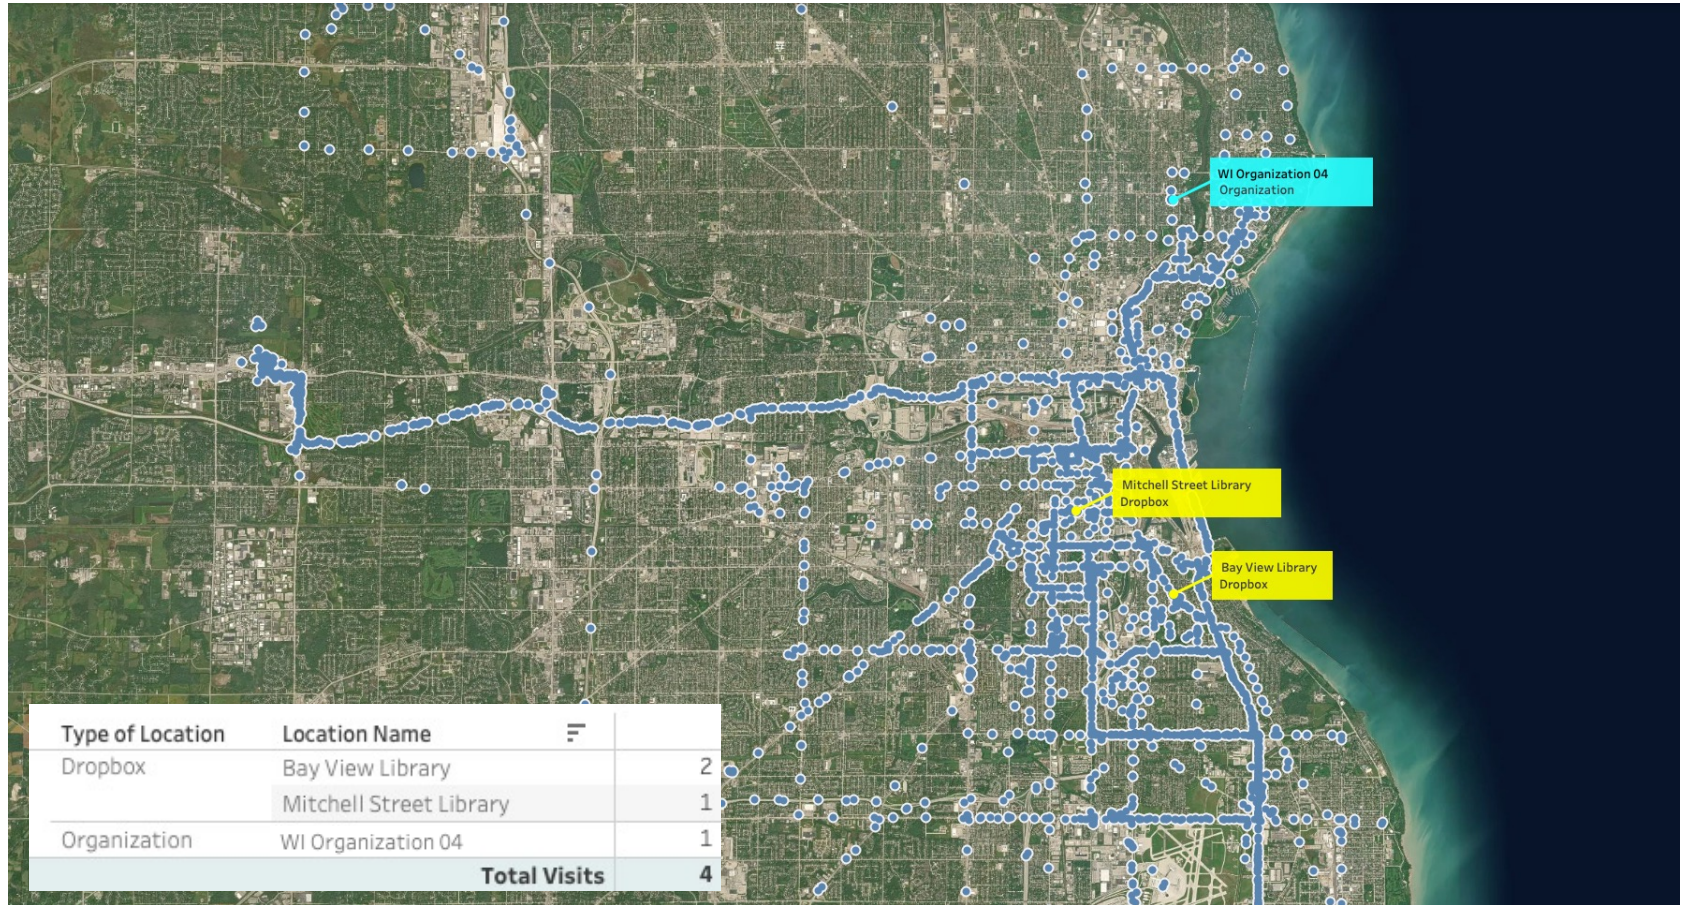 WI Organization 04
Organization
Mitchell Street Library
Dropbox
Bay View Library
Dropbox
Type of Location Location Name
Dropbox Bay View Library 2
Mitchell Street Library 1
Organization WI Organization 04 1
Total Visits 4